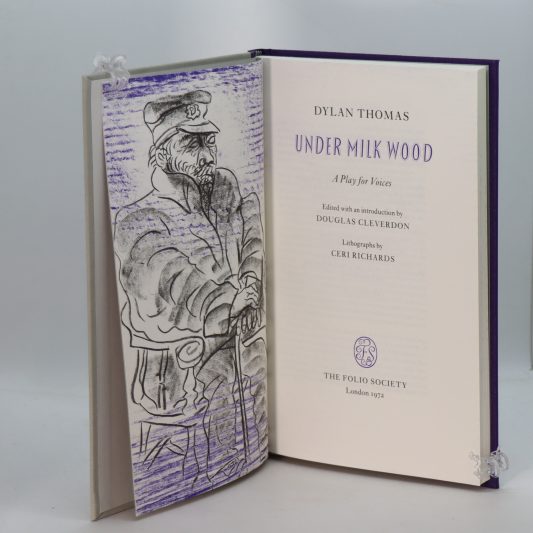 DYLAN THOMAS
UNDER MILK WOOD
A Play for Voices
Edited with an introduction by
DOUGLAS CLEVERDON
Lithographs by
CERI RICHARDS
THE FOLIO SOCIETY
London 1972